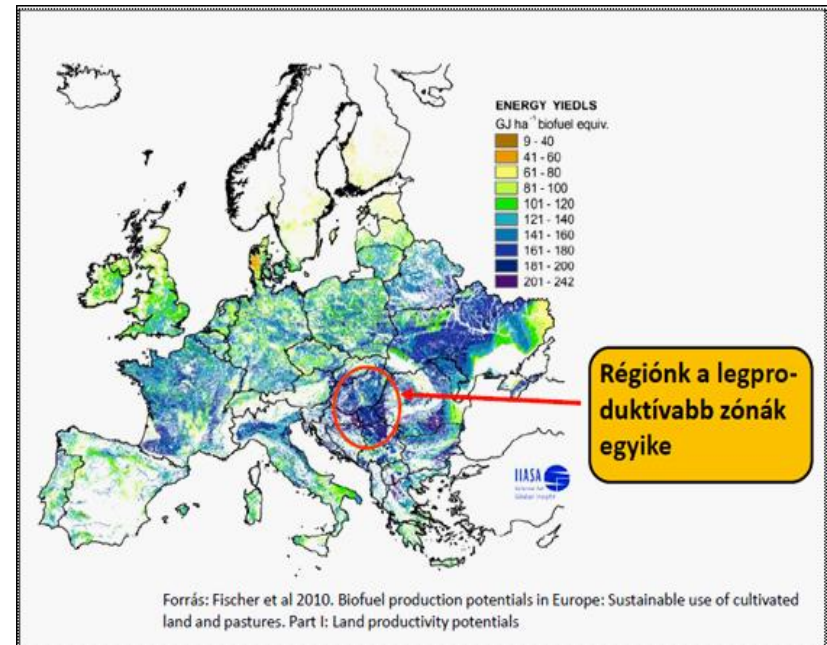 ENERGY YIEDLS
GJ ha⁻¹ biofuel equiv.
9 - 40
41 - 60
61 - 80
81 - 100
101 - 120
121 - 140
141 - 160
161 - 180
181 - 200
201 - 242
Régiónk a legpro-
duktívabb zónák
egyike
IIASA
Forrás: Fischer et al 2010. Biofuel production potentials in Europe: Sustainable use of cultivated
land and pastures. Part I: Land productivity potentials